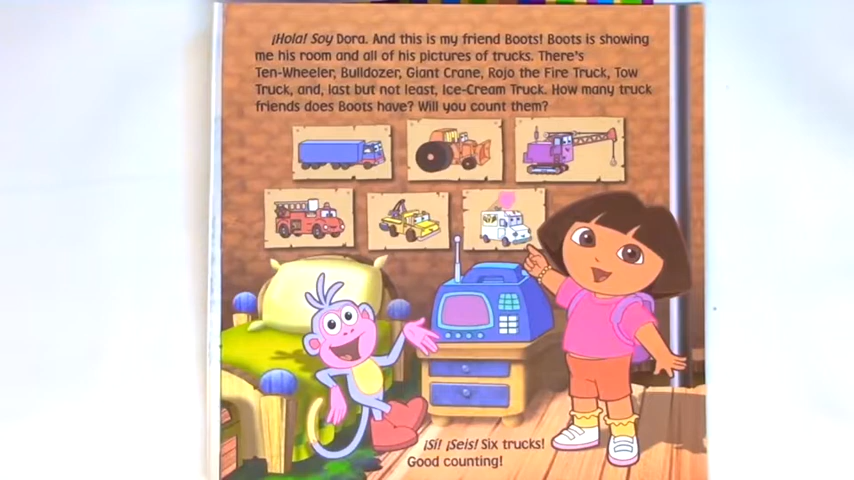 ¡Hola! Soy Dora. And this is my friend Boots! Boots is showing
me his room and all of his pictures of trucks. There's
Ten-Wheeler, Bulldozer, Giant Crane, Rojo the Fire Truck, Tow
Truck, and, last but not least, Ice-Cream Truck. How many truck
friends does Boots have? Will you count them?
¡Sí! ¡Seis! Six trucks!
Good counting!